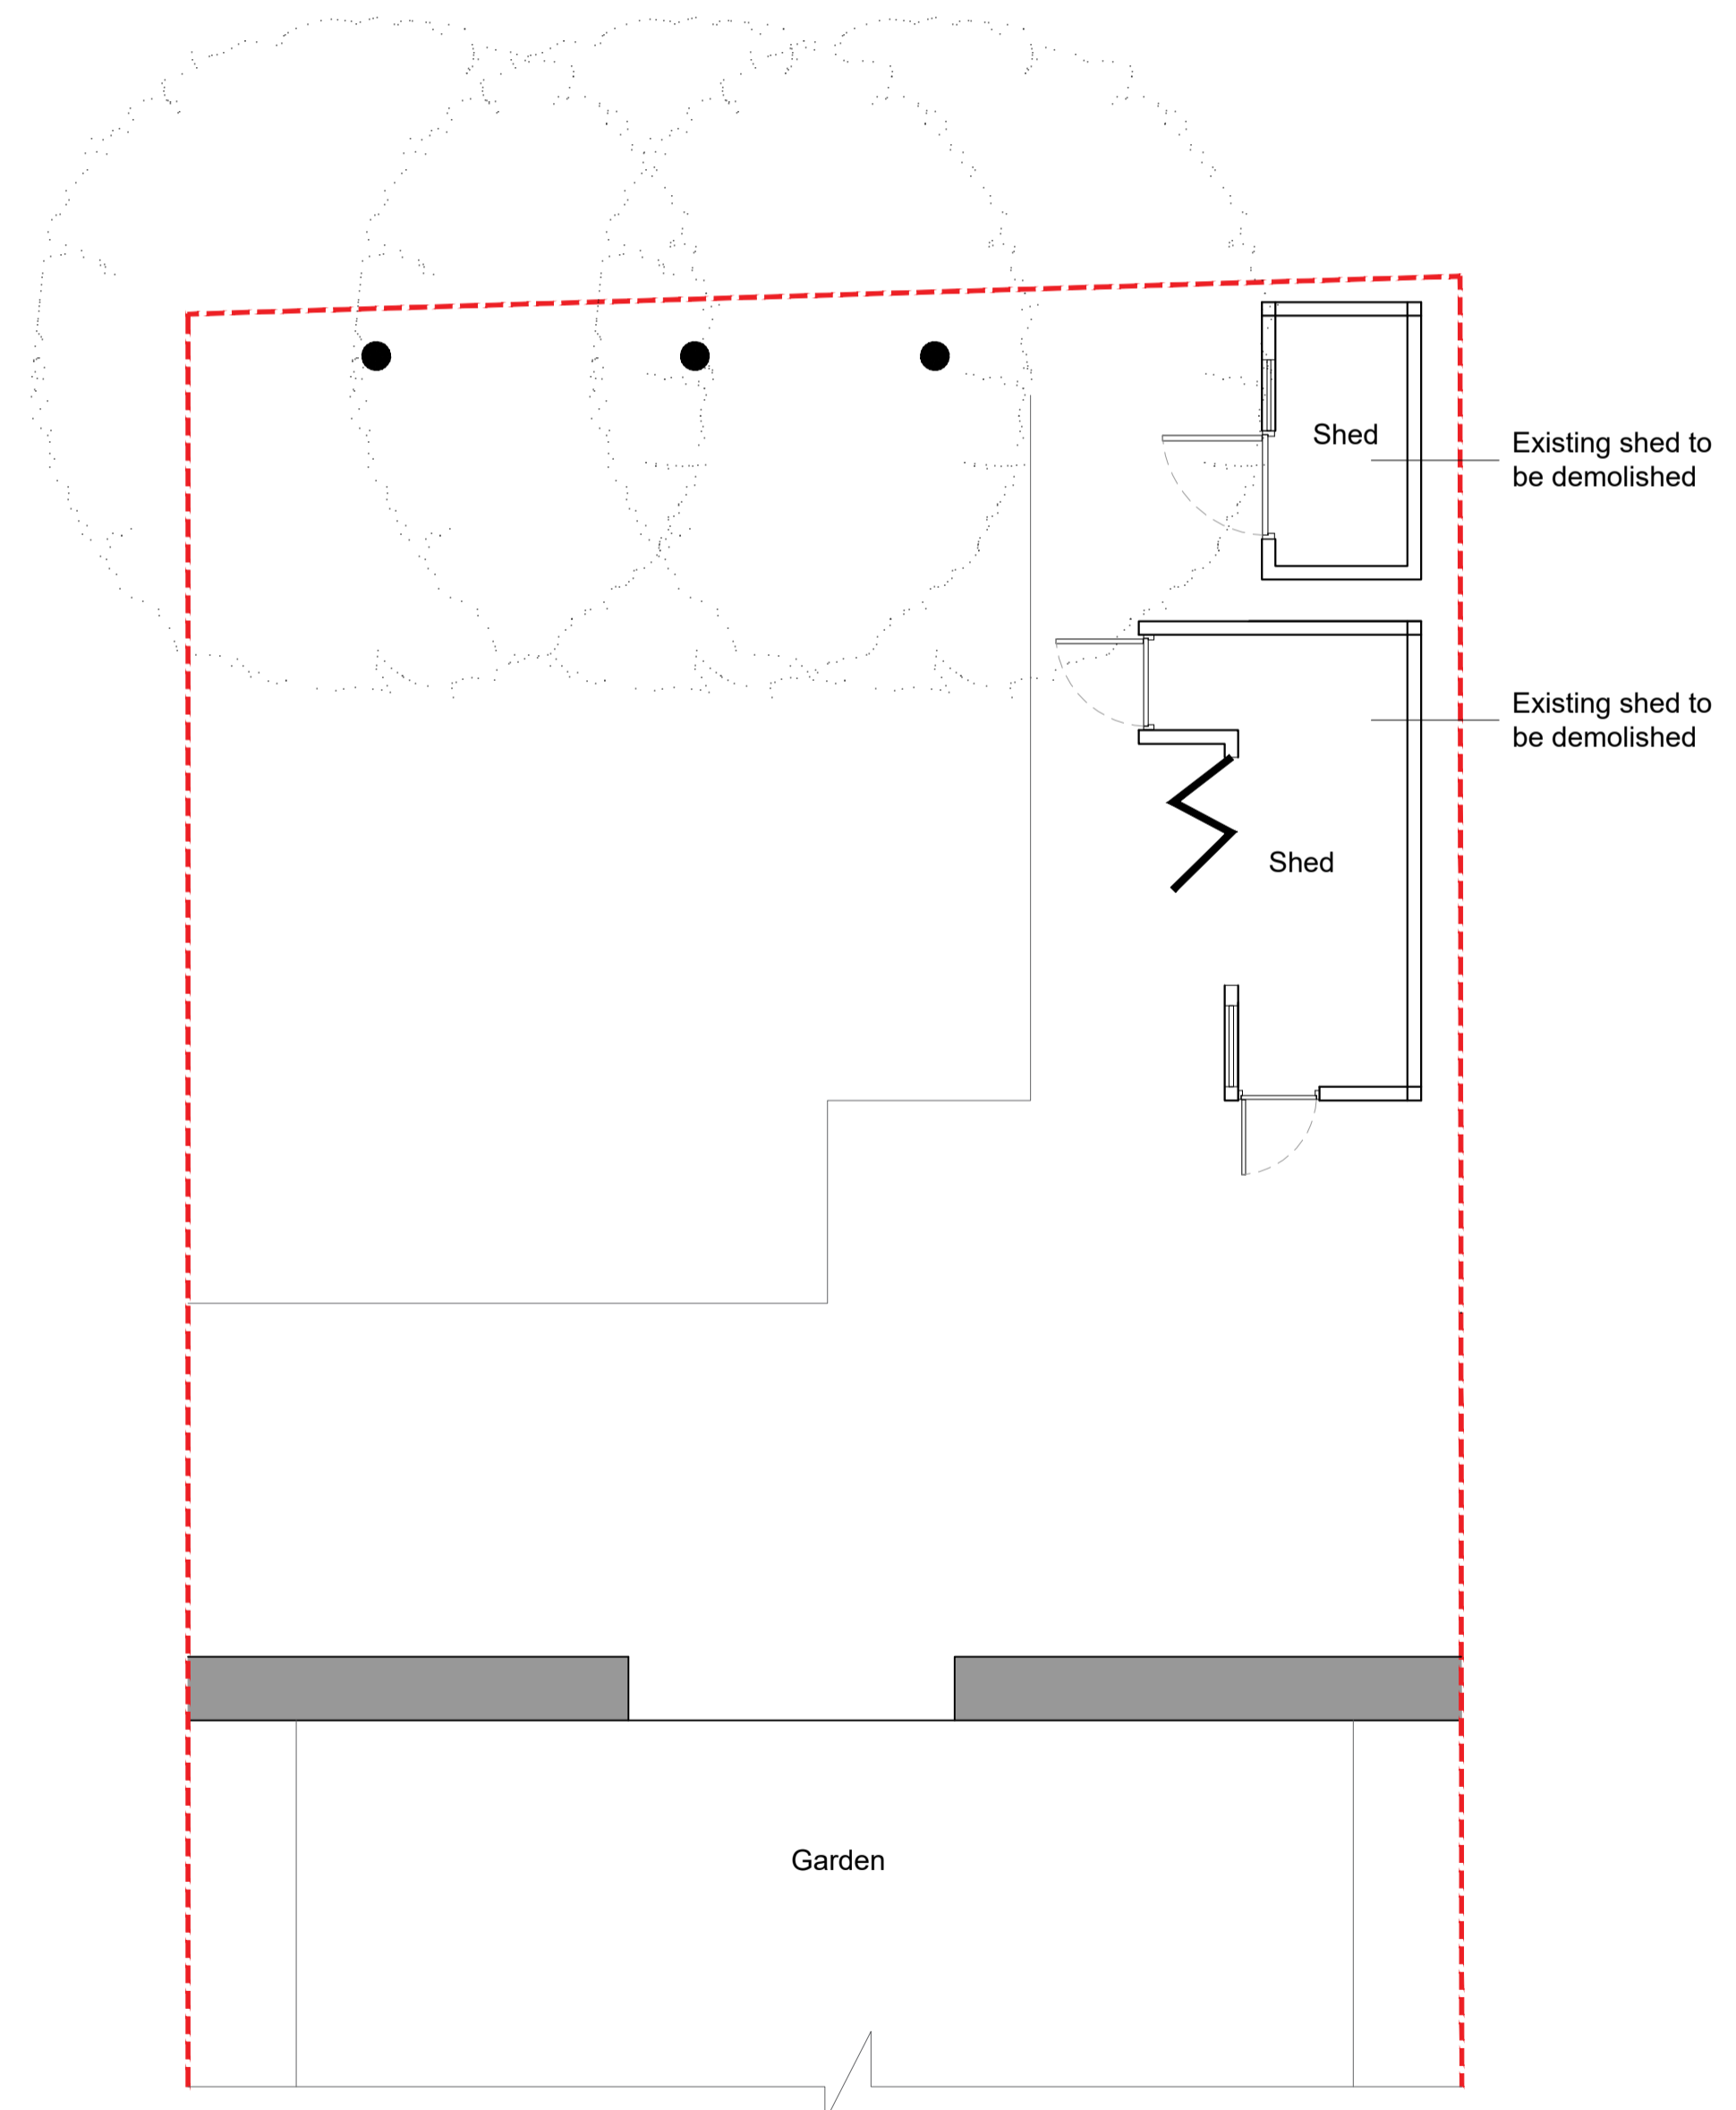 Shed
Existing shed to
be demolished
Existing shed to
be demolished
Shed
Garden